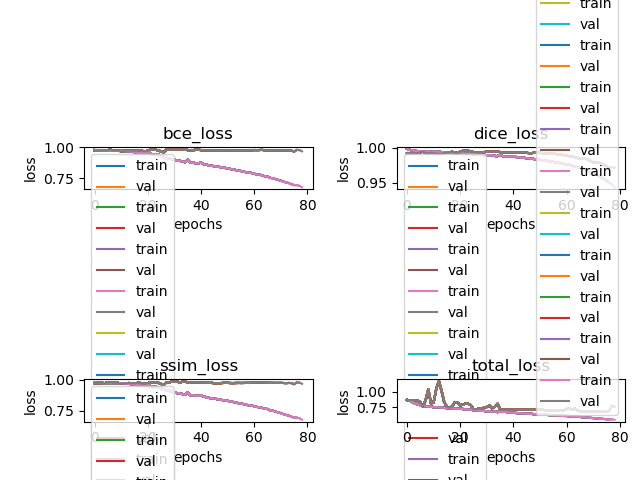 train
val
train
val
train
val
train
val
train
val
train
val
train
val
train
val
train
val
train
val
bce_loss
1.00
0.75
loss
0
40
60
80
epochs
train
val
train
val
train
val
train
val
train
val
train
dice_loss
1.00
0.95
loss
0
40
60
80
epochs
train
val
train
val
train
val
train
val
train
val
train
ssim_loss
1.00
0.75
loss
0
20
40
60
80
epochs
train
val
train
val
train
total_loss
1.00
0.75
loss
0
20
40
60
80
epochs
val
train
val